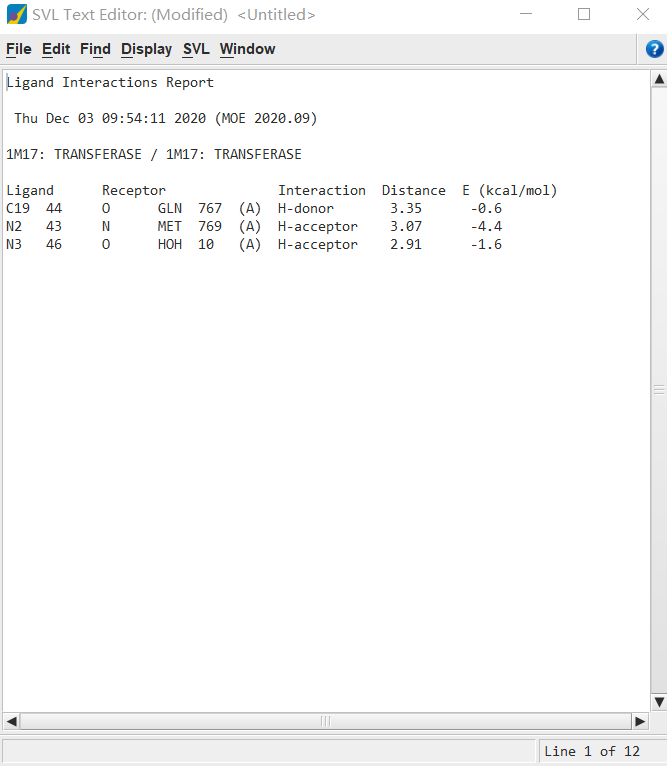 SVL Text Editor: (Modified) <Untitled>
File Edit Find Display SVL Window
?
Ligand Interactions Report
Thu Dec 03 09:54:11 2020 (MOE 2020.09)
1M17: TRANSFERASE / 1M17: TRANSFERASE
Ligand Receptor Interaction Distance E (kcal/mol)
C19 44 O GLN 767 (A) H-donor 3.35 -0.6
N2 43 N MET 769 (A) H-acceptor 3.07 -4.4
N3 46 O HOH 10 (A) H-acceptor 2.91 -1.6
Line 1 of 12